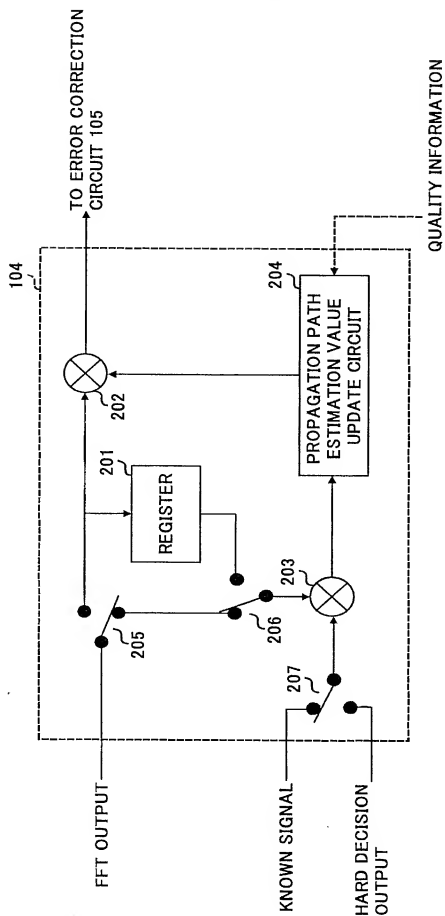 104
TO ERROR CORRECTION
CIRCUIT 105
202
201
REGISTER
204
PROPAGATION PATH
ESTIMATION VALUE
UPDATE CIRCUIT
QUALITY INFORMATION
205
206
203
207
FFT OUTPUT
KNOWN SIGNAL
HARD DECISION
OUTPUT